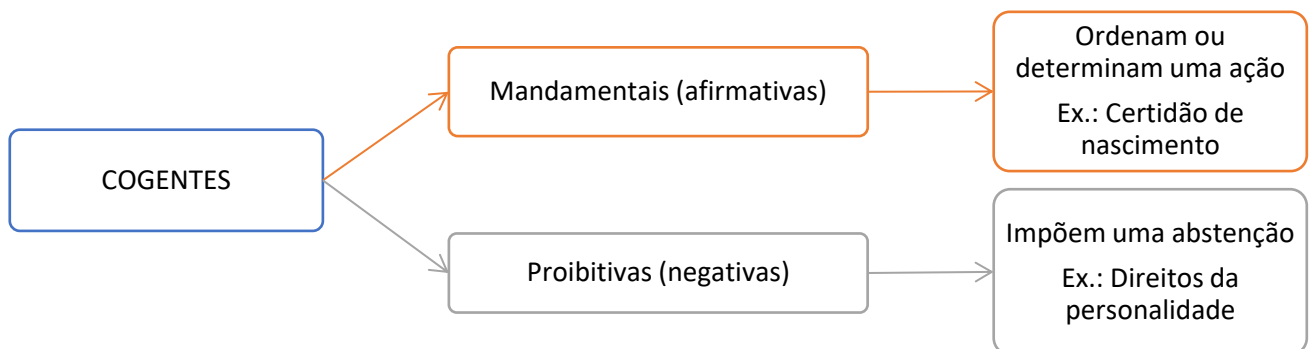 COGENTES
Mandamentais (afirmativas)
Ordenam ou
determinam uma ação
Ex.: Certidão de
nascimento
Proibitivas (negativas)
Impõem uma abstenção
Ex.: Direitos da
personalidade